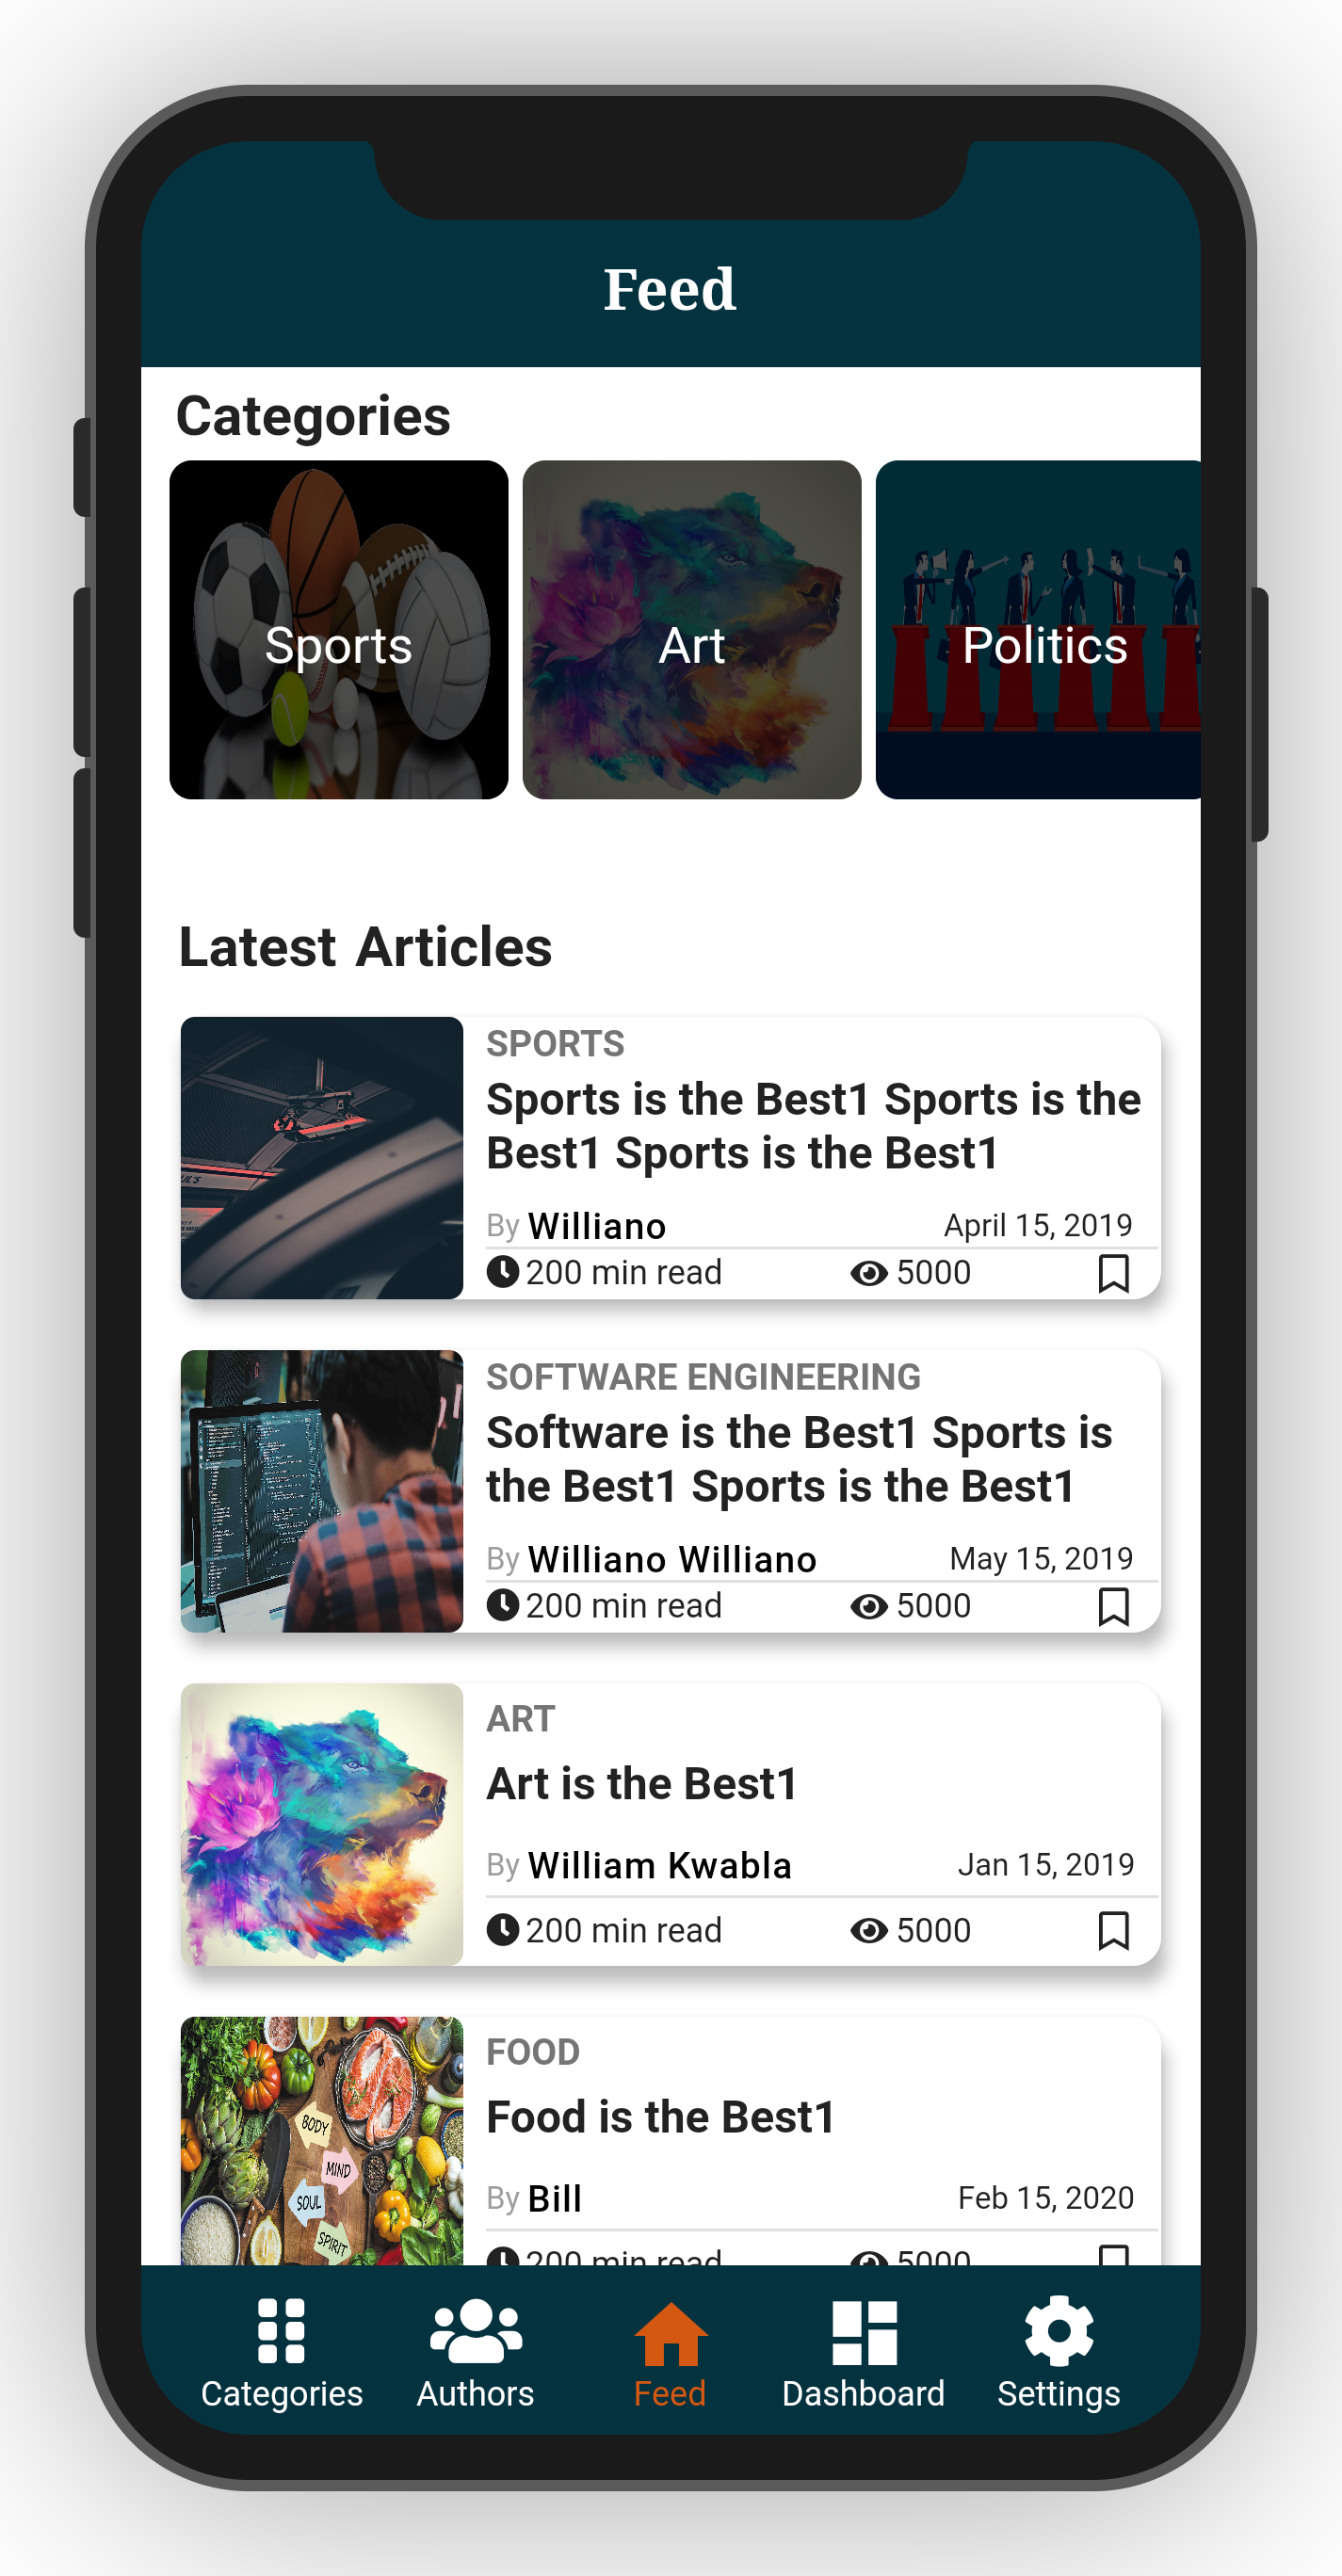 Feed
Categories
Sports
Art
Politics
Latest Articles
SPORTS
Sports is the Best1 Sports is the
Best1 Sports is the Best1
By Williano April 15, 2019
200 min read 5000
SOFTWARE ENGINEERING
Software is the Best1 Sports is
the Best1 Sports is the Best1
By Williano Williano May 15, 2019
200 min read 5000
ART
Art is the Best1
By William Kwabla Jan 15, 2019
200 min read 5000
BODY
MIND
SOUL
SPIRIT
FOOD
Food is the Best1
By Bill Feb 15, 2020
200 min read 5000
Categories Authors Feed Dashboard Settings